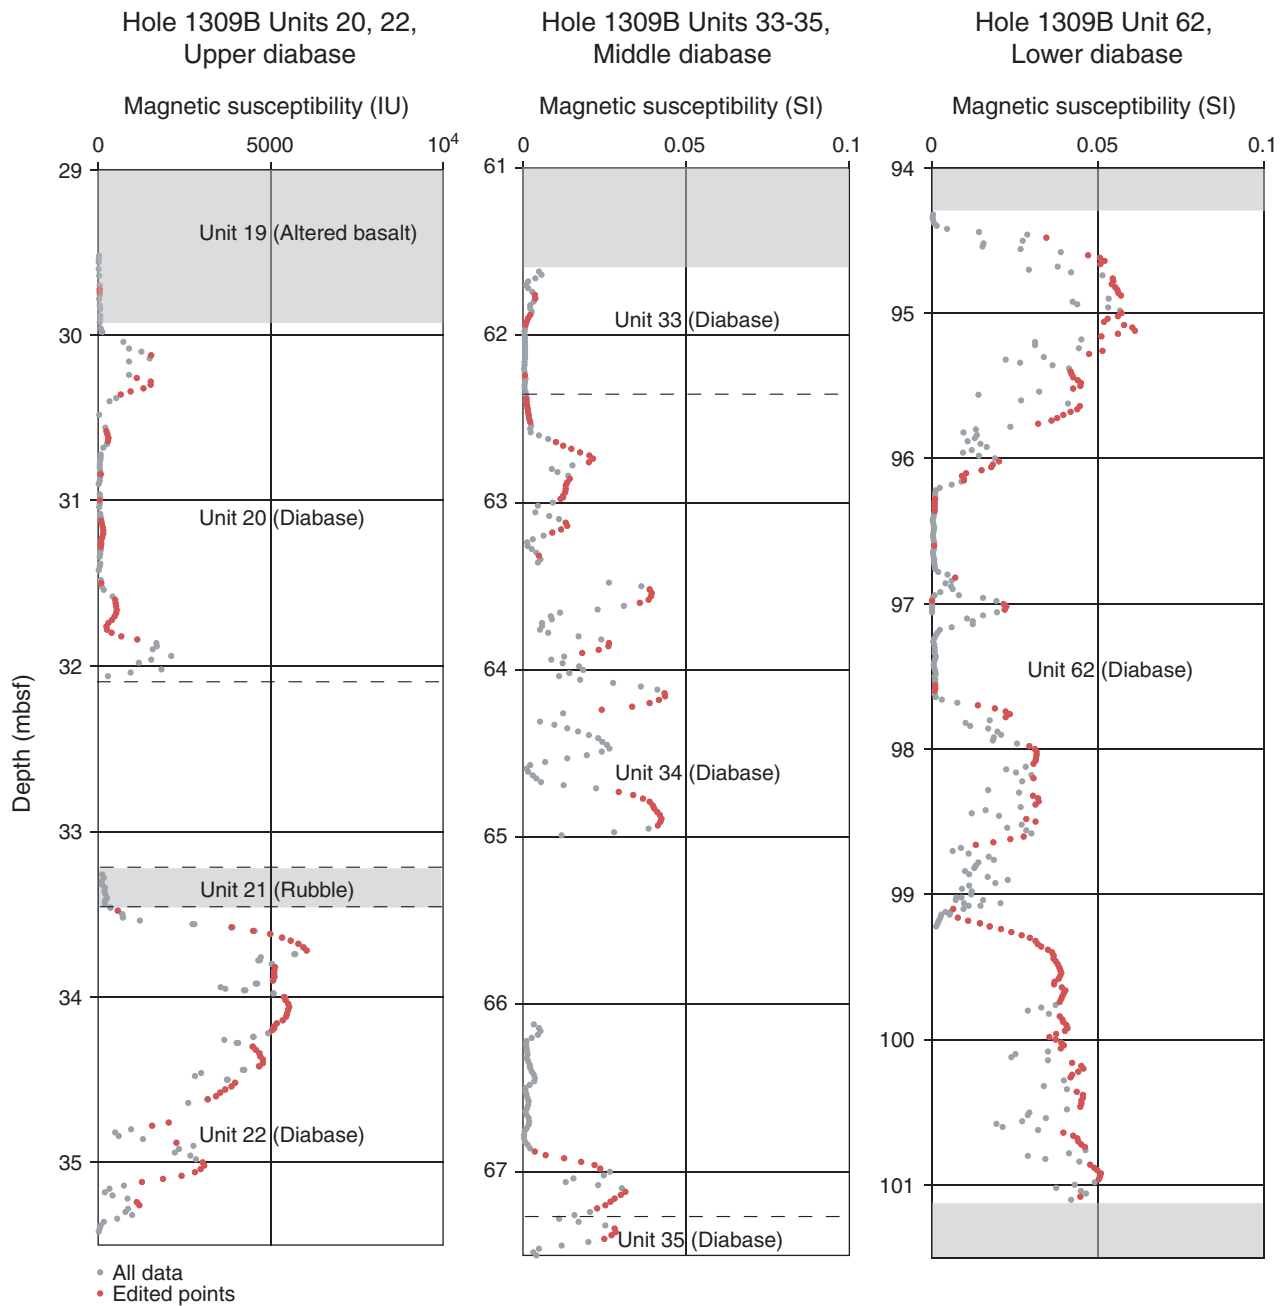 Hole 1309B Units 20, 22,
Upper diabase
Magnetic susceptibility (IU)
0 5000 10⁴
29
30
31
32
33
34
35
Depth (mbsf)
Unit 19 (Altered basalt)
Unit 20 (Diabase)
Unit 21 (Rubble)
Unit 22 (Diabase)
All data
Edited points
Hole 1309B Units 33-35,
Middle diabase
Magnetic susceptibility (SI)
0 0.05 0.1
61
62
63
64
65
66
67
Unit 33 (Diabase)
Unit 34 (Diabase)
Unit 35 (Diabase)
Hole 1309B Unit 62,
Lower diabase
Magnetic susceptibility (SI)
0 0.05 0.1
94
95
96
97
98
99
100
101
Unit 62 (Diabase)